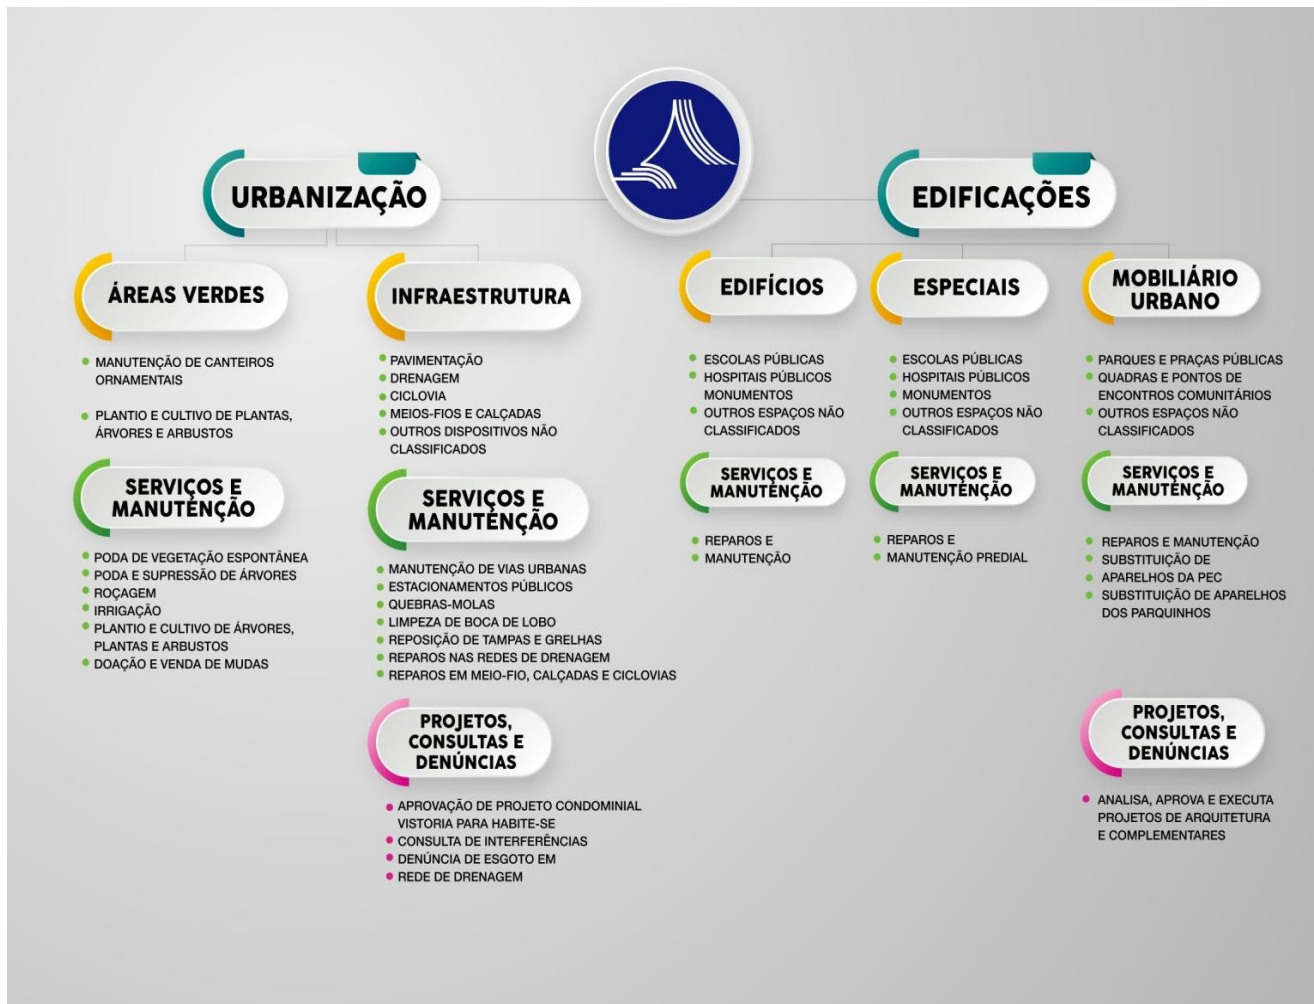 URBANIZAÇÃO
EDIFICAÇÕES
ÁREAS VERDES
MANUTENÇÃO DE CANTEIROS
ORNAMENTAIS
PLANTIO E CULTIVO DE PLANTAS,
ÁRVORES E ARBUSTOS
SERVIÇOS E
MANUTENÇÃO
PODA DE VEGETAÇÃO ESPONTÂNEA
PODA E SUPRESSÃO DE ÁRVORES
ROÇAGEM
IRRIGAÇÃO
PLANTIO E CULTIVO DE ÁRVORES,
PLANTAS E ARBUSTOS
DOAÇÃO E VENDA DE MUDAS
INFRAESTRUTURA
PAVIMENTAÇÃO
DRENAGEM
CICLOVIA
MEIOS-FIOS E CALÇADAS
OUTROS DISPOSITIVOS NÃO
CLASSIFICADOS
SERVIÇOS E
MANUTENÇÃO
MANUTENÇÃO DE VIAS URBANAS
ESTACIONAMENTOS PÚBLICOS
QUEBRAS-MOLAS
LIMPEZA DE BOCA DE LOBO
REPOSIÇÃO DE TAMPAS E GRELHAS
REPAROS NAS REDES DE DRENAGEM
REPAROS EM MEIO-FIO, CALÇADAS E CICLOVIAS
PROJETOS,
CONSULTAS E
DENÚNCIAS
APROVAÇÃO DE PROJETO CONDOMINIAL
VISTORIA PARA HABITE-SE
CONSULTA DE INTERFERÊNCIAS
DENÚNCIA DE ESGOTO EM
REDE DE DRENAGEM
EDIFÍCIOS
ESCOLAS PÚBLICAS
HOSPITAIS PÚBLICOS
MONUMENTOS
OUTROS ESPAÇOS NÃO
CLASSIFICADOS
SERVIÇOS E
MANUTENÇÃO
REPAROS E
MANUTENÇÃO
ESPECIAIS
ESCOLAS PÚBLICAS
HOSPITAIS PÚBLICOS
MONUMENTOS
OUTROS ESPAÇOS NÃO
CLASSIFICADOS
SERVIÇOS E
MANUTENÇÃO
REPAROS E
MANUTENÇÃO PREDIAL
MOBILIÁRIO
URBANO
PARQUES E PRAÇAS PÚBLICAS
QUADRAS E PONTOS DE
ENCONTROS COMUNITÁRIOS
OUTROS ESPAÇOS NÃO
CLASSIFICADOS
SERVIÇOS E
MANUTENÇÃO
REPAROS E MANUTENÇÃO
SUBSTITUIÇÃO DE
APARELHOS DA PEC
SUBSTITUIÇÃO DE APARELHOS
DOS PARQUINHOS
PROJETOS,
CONSULTAS E
DENÚNCIAS
ANALISA, APROVA E EXECUTA
PROJETOS DE ARQUITETURA
E COMPLEMENTARES